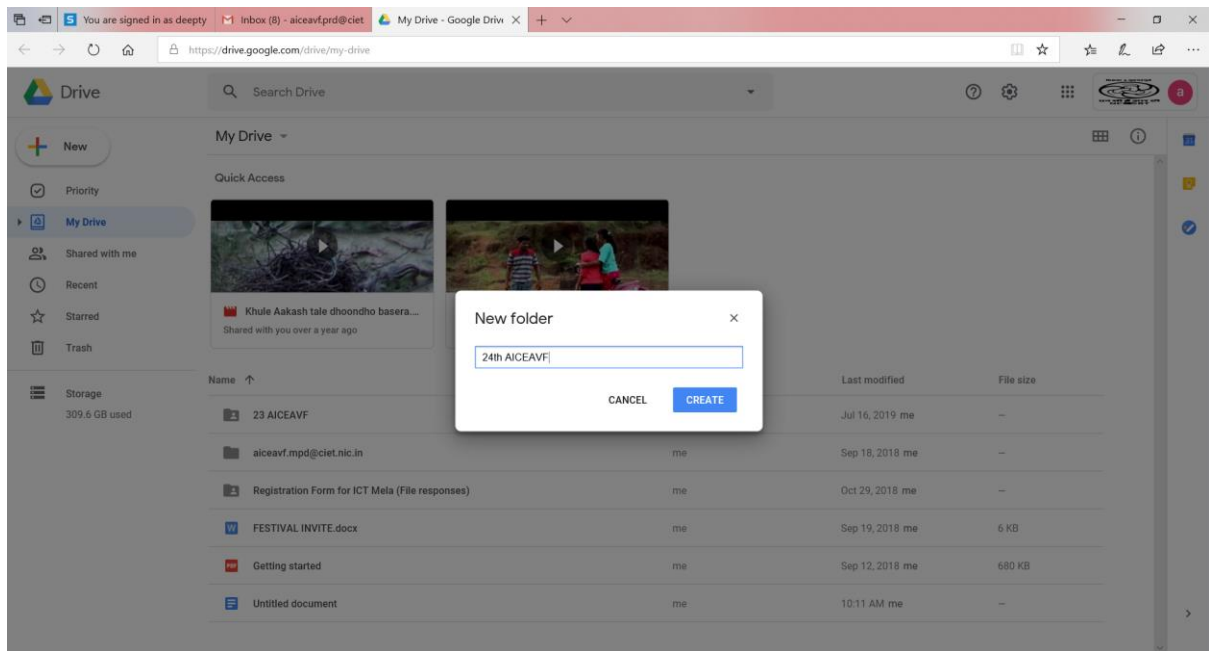 You are signed in as deepty
Inbox (8) - aiceavf.prd@ciet
My Drive - Google Drive
https://drive.google.com/drive/my-drive
Drive
Search Drive
a
New
My Drive
Priority
My Drive
Shared with me
Recent
Starred
Trash
Storage
309.6 GB used
Quick Access
Khule Aakash tale dhoondho basera....
Shared with you over a year ago
New folder
24th AICEAVF
CANCEL CREATE
Name Last modified File size
23 AICEAVF Jul 16, 2019 me –
aiceavf.mpd@ciet.nic.in me Sep 18, 2018 me –
Registration Form for ICT Mela (File responses) me Oct 29, 2018 me –
W FESTIVAL INVITE.docx me Sep 19, 2018 me 6 KB
PDF Getting started me Sep 12, 2018 me 680 KB
Untitled document me 10:11 AM me –